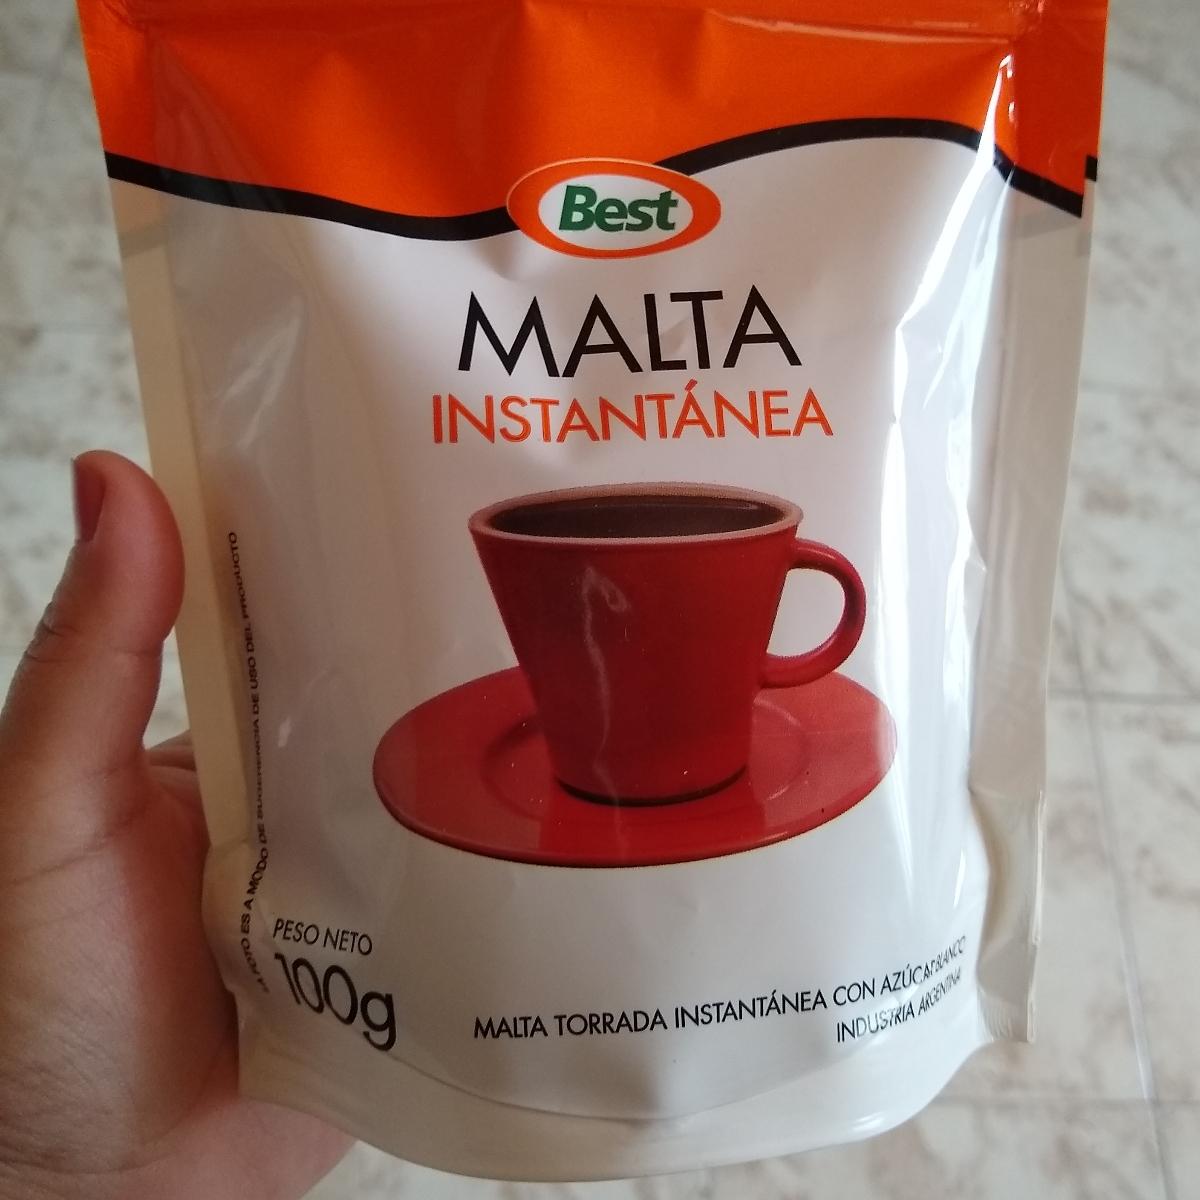 Best
MALTA
INSTANTÁNEA
LA FOTO ES A MODO DE SUGERENCIA DE USO DEL PRODUCTO
PESO NETO
100g
MALTA TORRADA INSTANTÁNEA CON AZÚCAR BLANCO
INDUSTRIA ARGENTINA